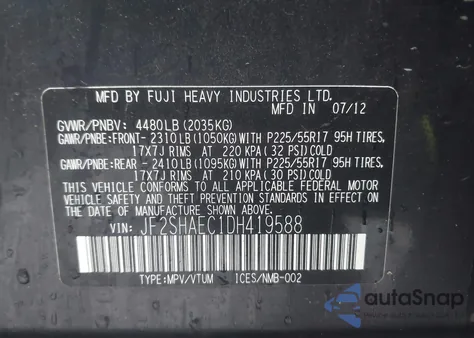 MFD BY FUJI HEAVY INDUSTRIES LTD.
MFD. IN 07/12
GVWR/PNBV: 4480LB(2035KG)
GAWR/PNBE:FRONT- 2310LB(1050KG)WITH P225/55R17 95H TIRES,
17x7J RIMS AT 220 KPA(32 PSI)COLD
GAWR/PNBE:REAR - 2410LB(1095KG)WITH P225/55R17 95H TIRES,
17x7J RIMS AT 210 KPA(30 PSI)COLD
THIS VEHICLE CONFORMS TO ALL APPLICABLE FEDERAL MOTOR
VEHICLE SAFETY, BUMPER, AND THEFT PREVENTION STANDARDS
IN EFFECT ON THE DATE OF MANUFACTURE SHOWN ABOVE.
VIN: JF2SHAEC1DH419588
TYPE:MPV/VTUM ICES/NMB-002
autoSnap